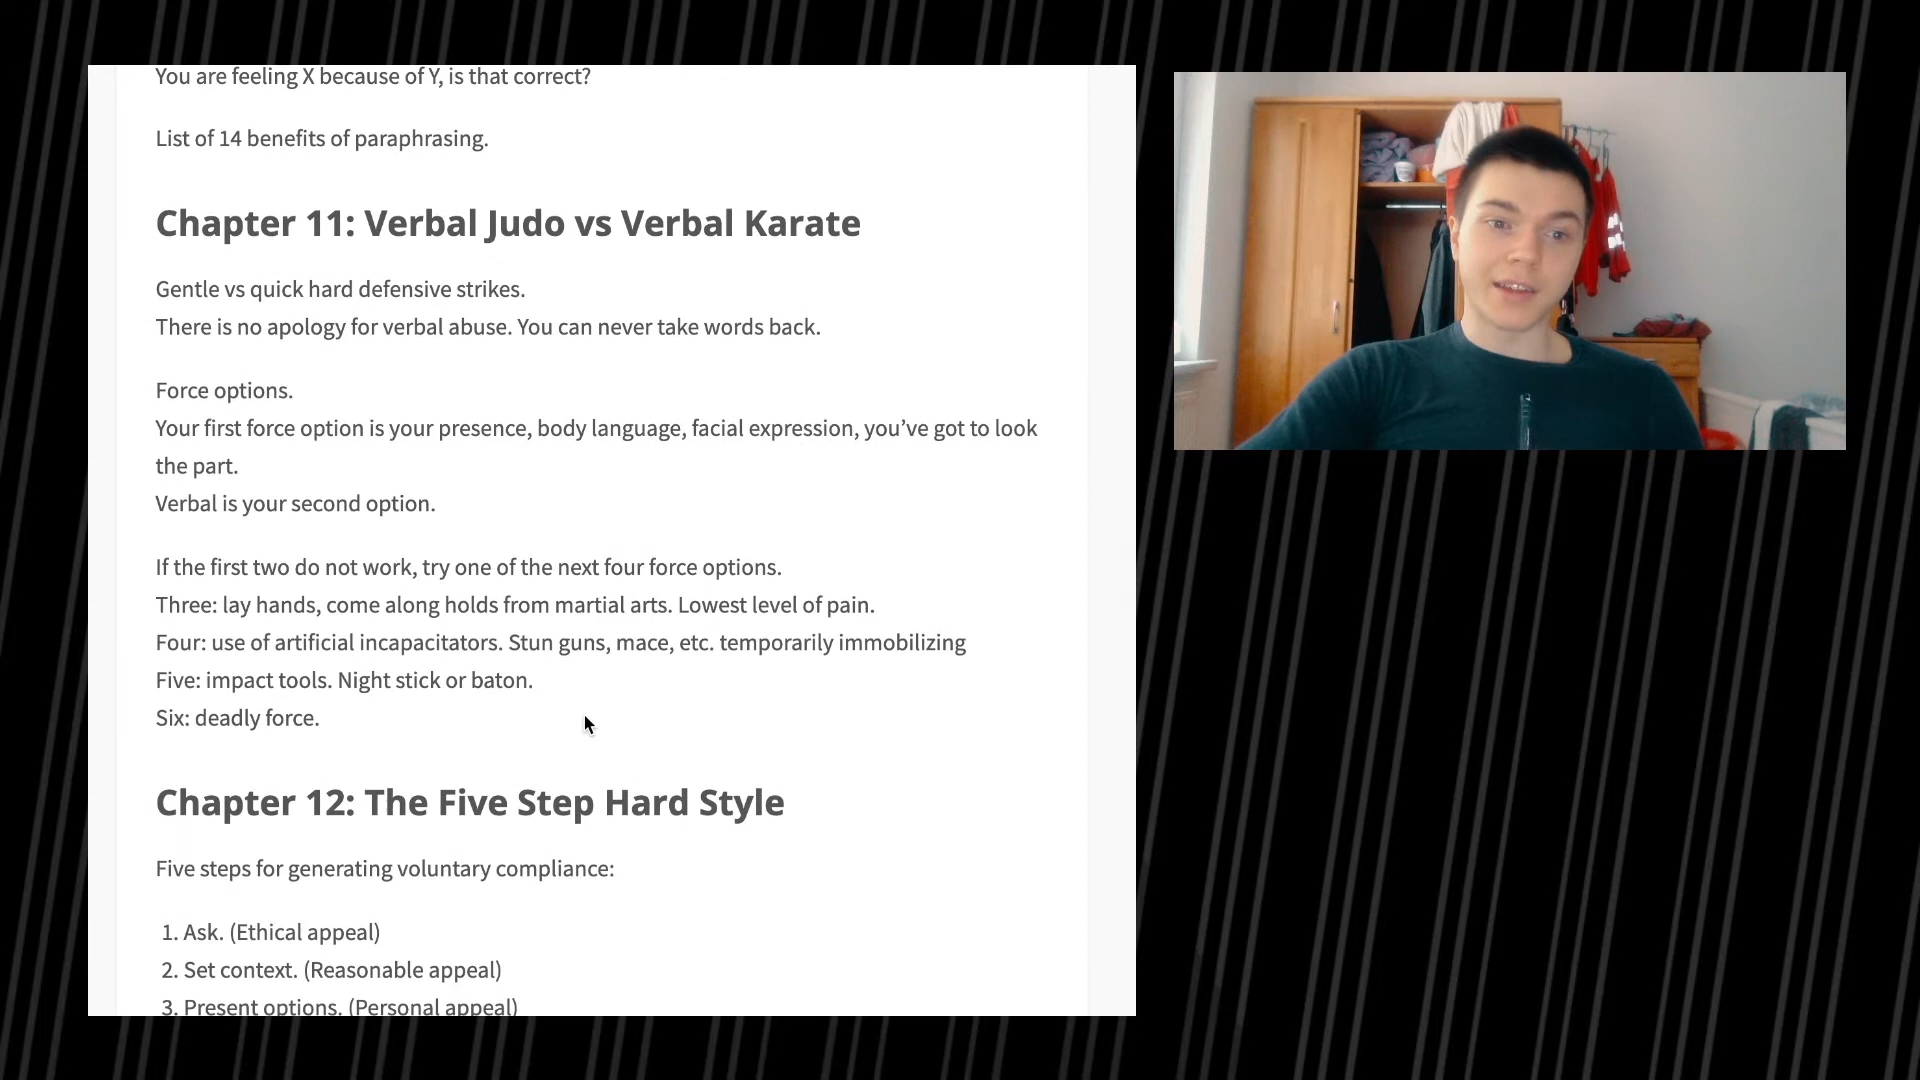 You are feeling X because of Y, is that correct?
List of 14 benefits of paraphrasing.
Chapter 11: Verbal Judo vs Verbal Karate
Gentle vs quick hard defensive strikes.
There is no apology for verbal abuse. You can never take words back.
Force options.
Your first force option is your presence, body language, facial expression, you’ve got to look
the part.
Verbal is your second option.
If the first two do not work, try one of the next four force options.
Three: lay hands, come along holds from martial arts. Lowest level of pain.
Four: use of artificial incapacitators. Stun guns, mace, etc. temporarily immobilizing
Five: impact tools. Night stick or baton.
Six: deadly force.
Chapter 12: The Five Step Hard Style
Five steps for generating voluntary compliance:
1. Ask. (Ethical appeal)
2. Set context. (Reasonable appeal)
3. Present options. (Personal appeal)